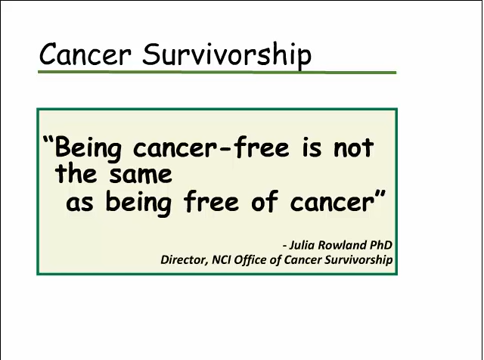 Cancer Survivorship
“Being cancer-free is not
the same
as being free of cancer”
- Julia Rowland PhD
Director, NCI Office of Cancer Survivorship